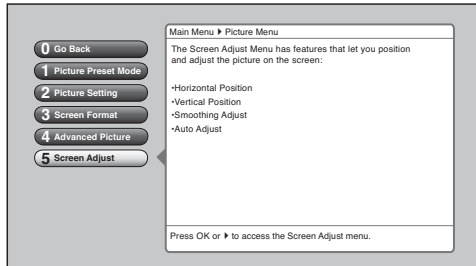 Main Menu ▶ Picture Menu
0 Go Back
1 Picture Preset Mode
2 Picture Setting
3 Screen Format
4 Advanced Picture
5 Screen Adjust
The Screen Adjust Menu has features that let you position
and adjust the picture on the screen:
•Horizontal Position
•Vertical Position
•Smoothing Adjust
•Auto Adjust
Press OK or ▶ to access the Screen Adjust menu.